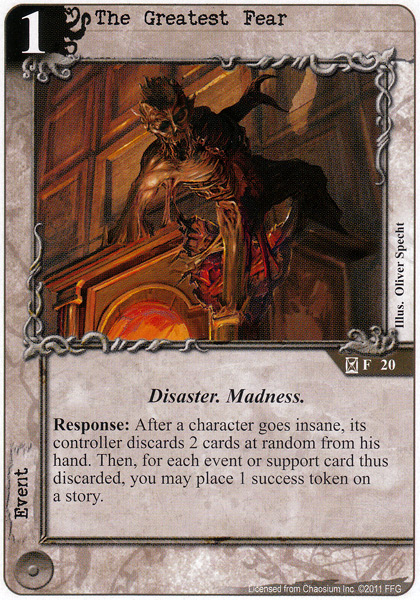 1
The Greatest Fear
Illus. Oliver Specht
F 20
Disaster. Madness.
Response: After a character goes insane, its
controller discards 2 cards at random from his
hand. Then, for each event or support card thus
discarded, you may place 1 success token on
a story.
Event
Licensed from Chaosium Inc. ©2011 FFG